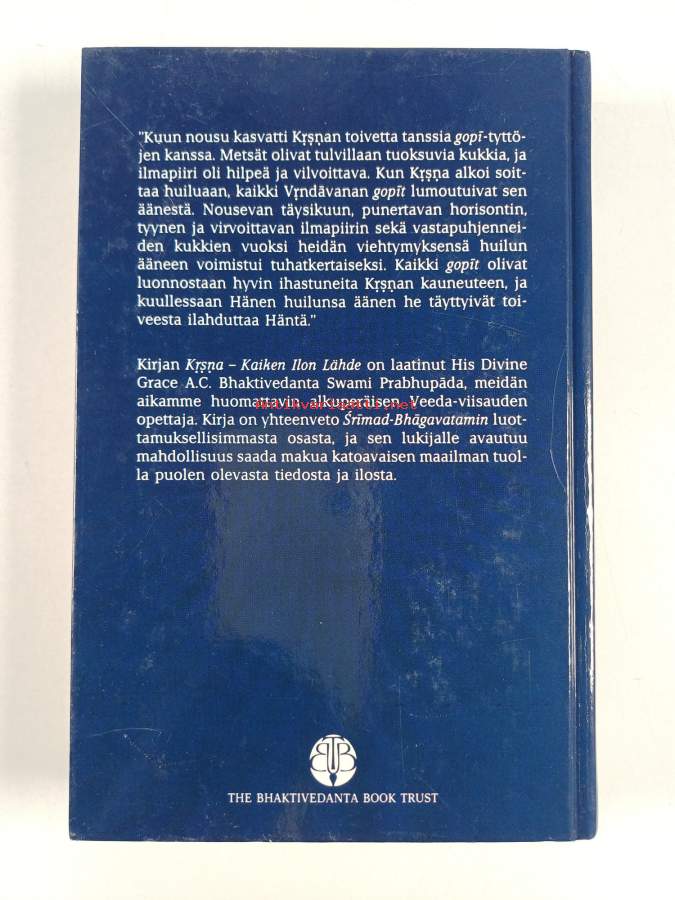 "Kuun nousu kasvatti Kṛṣṇan toivetta tanssia gopī-tyttö-
jen kanssa. Metsät olivat tulvillaan tuoksuvia kukkia, ja
ilmapiiri oli hilpeä ja vilvoittava. Kun Kṛṣṇa alkoi soit-
taa huiluaan, kaikki Vṛndāvanan gopīt lumoutuivat sen
äänestä. Nousevan täysikuun, punertavan horisontin,
tyynen ja virvoittavan ilmapiirin sekä vastapuhjennei-
den kukkien vuoksi heidän viehtymyksensä huilun
ääneen voimistui tuhatkertaiseksi. Kaikki gopīt olivat
luonnostaan hyvin ihastuneita Kṛṣṇan kauneuteen, ja
kuullessaan Hänen huilunsa äänen he täyttyivät toi-
veesta ilahduttaa Häntä."
Kirjan Kṛṣṇa – Kaiken Ilon Lähde on laatinut His Divine
Grace A.C. Bhaktivedanta Swami Prabhupāda, meidän
aikamme huomattavin alkuperäisen Veeda-viisauden
antikvariaatti.net
opettaja. Kirja on yhteenveto Śrīmad-Bhāgavatamin luot-
tamuksellisimmasta osasta, ja sen lukijalle avautuu
mahdollisuus saada makua katoavaisen maailman tuol-
la puolen olevasta tiedosta ja ilosta.
BTB
THE BHAKTIVEDANTA BOOK TRUST